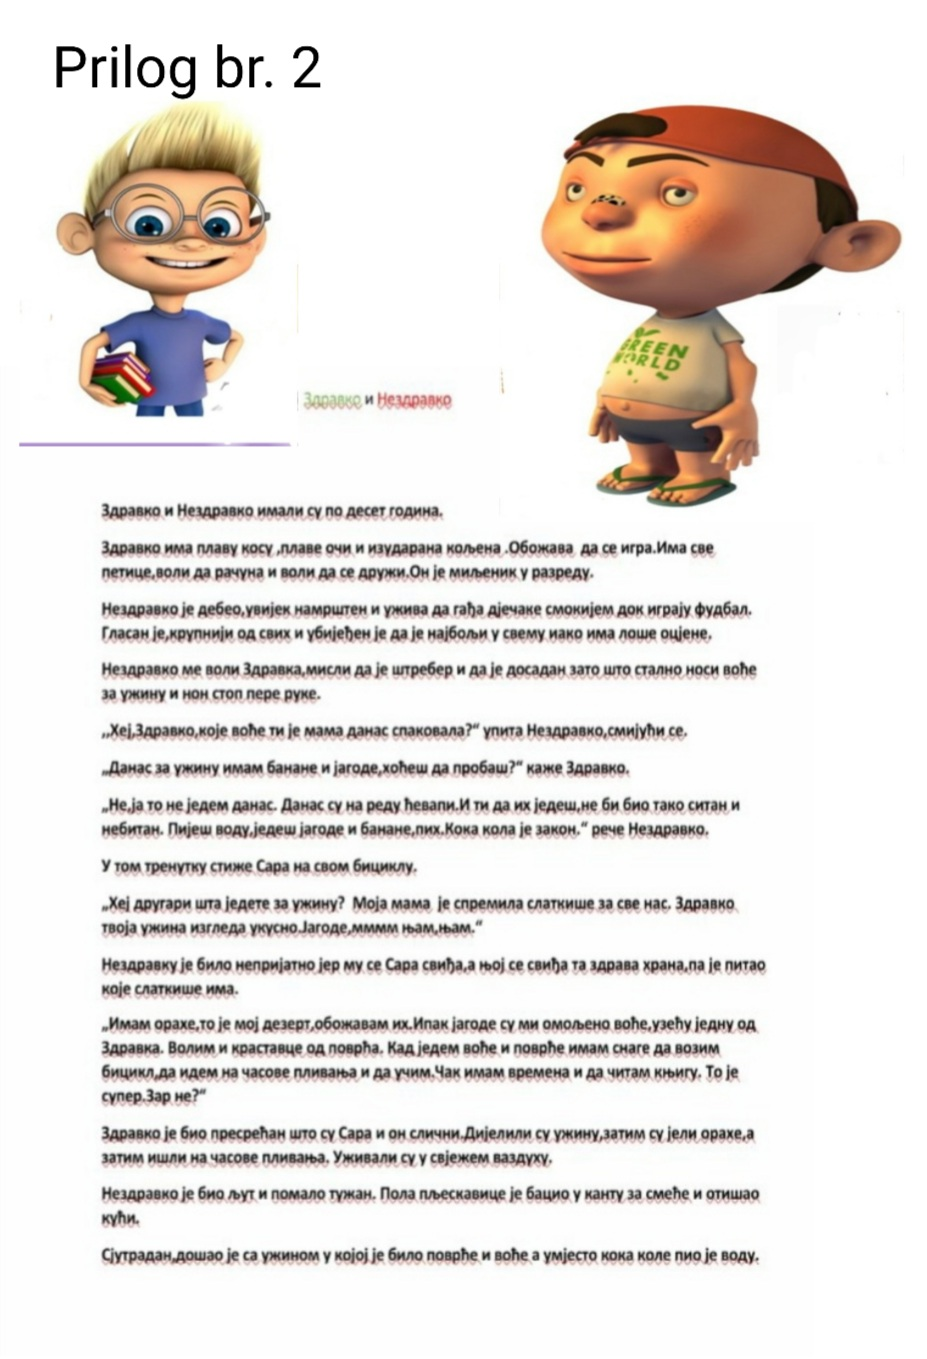 Prilog br. 2
GREEN
WORLD
Здравко и Нездравко
Здравко и Нездравко имали су по десет година.
Здравко има плаву косу ,плаве очи и изударана кољена .Обожава да се игра.Има све
петице,воли да рачуна и воли да се дружи.Он је миљеник у разреду.
Нездравко је дебео,увијек намрштен и ужива да гађа дјечаке смокијем док играју фудбал.
Гласан је,крупнији од свих и убијеђен је да је најбољи у свему иако има лоше оцјене.
Нездравко ме воли Здравка,мисли да је штребер и да је досадан зато што стално носи воће
за ужину и нон стоп пере руке.
„Хеј,Здравко,које воће ти је мама данас спаковала?“ упита Нездравко,смијући се.
„Данас за ужину имам банане и јагоде,хоћеш да пробаш?“ каже Здравко.
„Не,ја то не једем данас. Данас су на реду ћевапи.И ти да их једеш,не би био тако ситан и
небитан. Пијеш воду,једеш јагоде и банане,пих.Кока кола је закон.“ рече Нездравко.
У том тренутку стиже Сара на свом бициклу.
„Хеј другари шта једете за ужину? Моја мама је спремила слаткише за све нас. Здравко
твоја ужина изгледа укусно.Јагоде,мммм њам,њам.“
Нездравку је било непријатно јер му се Сара свиђа,а њој се свиђа та здрава храна,па је питао
које слаткише има.
„Имам орахе,то је мој дезерт,обожавам их.Ипак јагоде су ми омољено воће,узећу једну од
Здравка. Волим и краставце од поврћа. Кад једем воће и поврће имам снаге да возим
бицикл,да идем на часове пливања и да учим.Чак имам времена и да читам књигу. То је
супер.Зар не?“
Здравко је био пресрећан што су Сара и он слични.Дијелили су ужину,затим су јели орахе,а
затим ишли на часове пливања. Уживали су у свјежем ваздуху.
Нездравко је био љут и помало тужан. Пола пљескавице је бацио у канту за смеће и отишао
кући.
Сјутрадан,дошао је са ужином у којој је било поврће и воће а умјесто кока коле пио је воду.